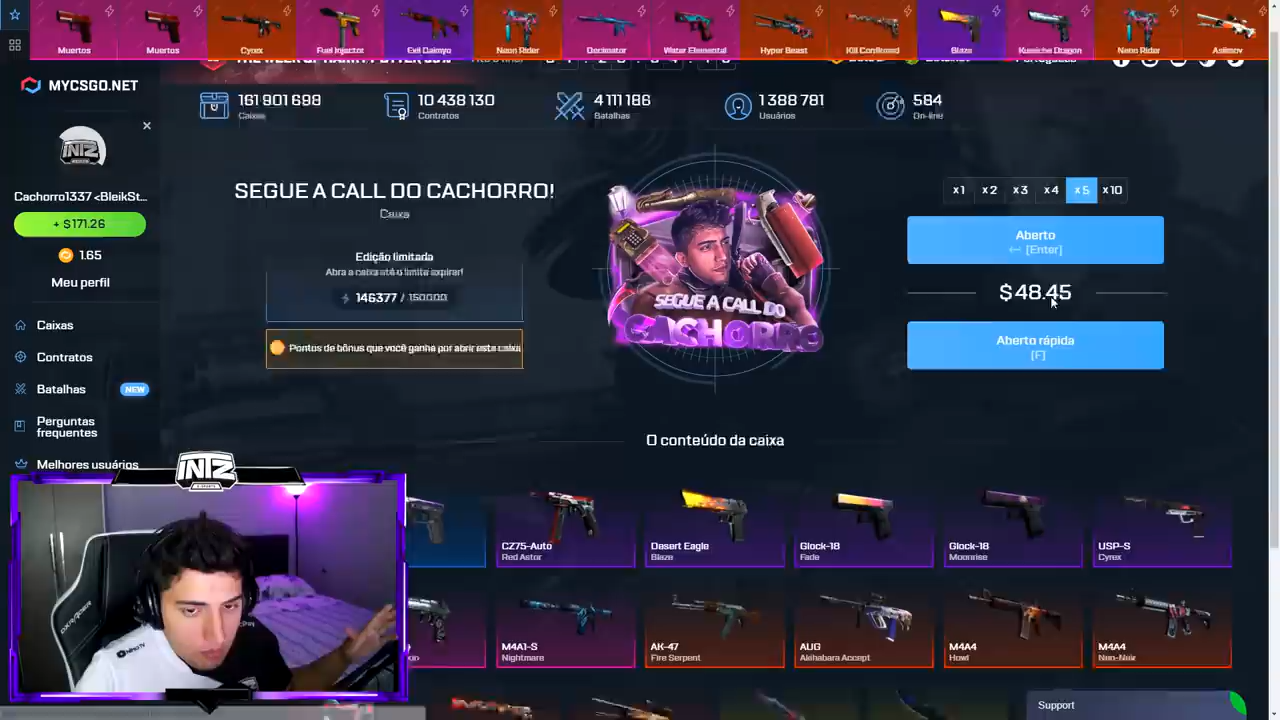 Muertos
Muertos
Cyrex
Fuel Injector
Evil Daimyo
Neon Rider
Decimator
Water Elemental
Hyper Beast
Kill Confirmed
Blaze
Kumicho Dragon
Neon Rider
Asiimov
MYCSGO.NET
161 901 698
Caixas
10 438 130
Contratos
4 111 186
Batalhas
1 388 781
Usuários
584
On-line
Cachorro1337 <BleikSt...
+ $171.26
1.65
Meu perfil
Caixas
Contratos
Batalhas
NEW
Perguntas
frequentes
Melhores usuários
SEGUE A CALL DO CACHORRO!
Caixa
Edição limitada
Abra a caixa até o limite expirar!
146377 / 150000
Pontos de bônus que você ganha por abrir esta caixa
SEGUE A CALL DO
CACHORRO
x1
x2
x3
x4
x5
x10
Aberto
← [Enter]
$48.45
Aberto rápida
[F]
O conteúdo da caixa
CZ75-Auto
Red Astor
Desert Eagle
Blaze
Glock-18
Fade
Glock-18
Moonrise
USP-S
Cyrex
M4A1-S
Nightmare
AK-47
Fire Serpent
AUG
Akihabara Accept
M4A4
Howl
M4A4
Neo-Noir
INTZ
DXRACER
Support